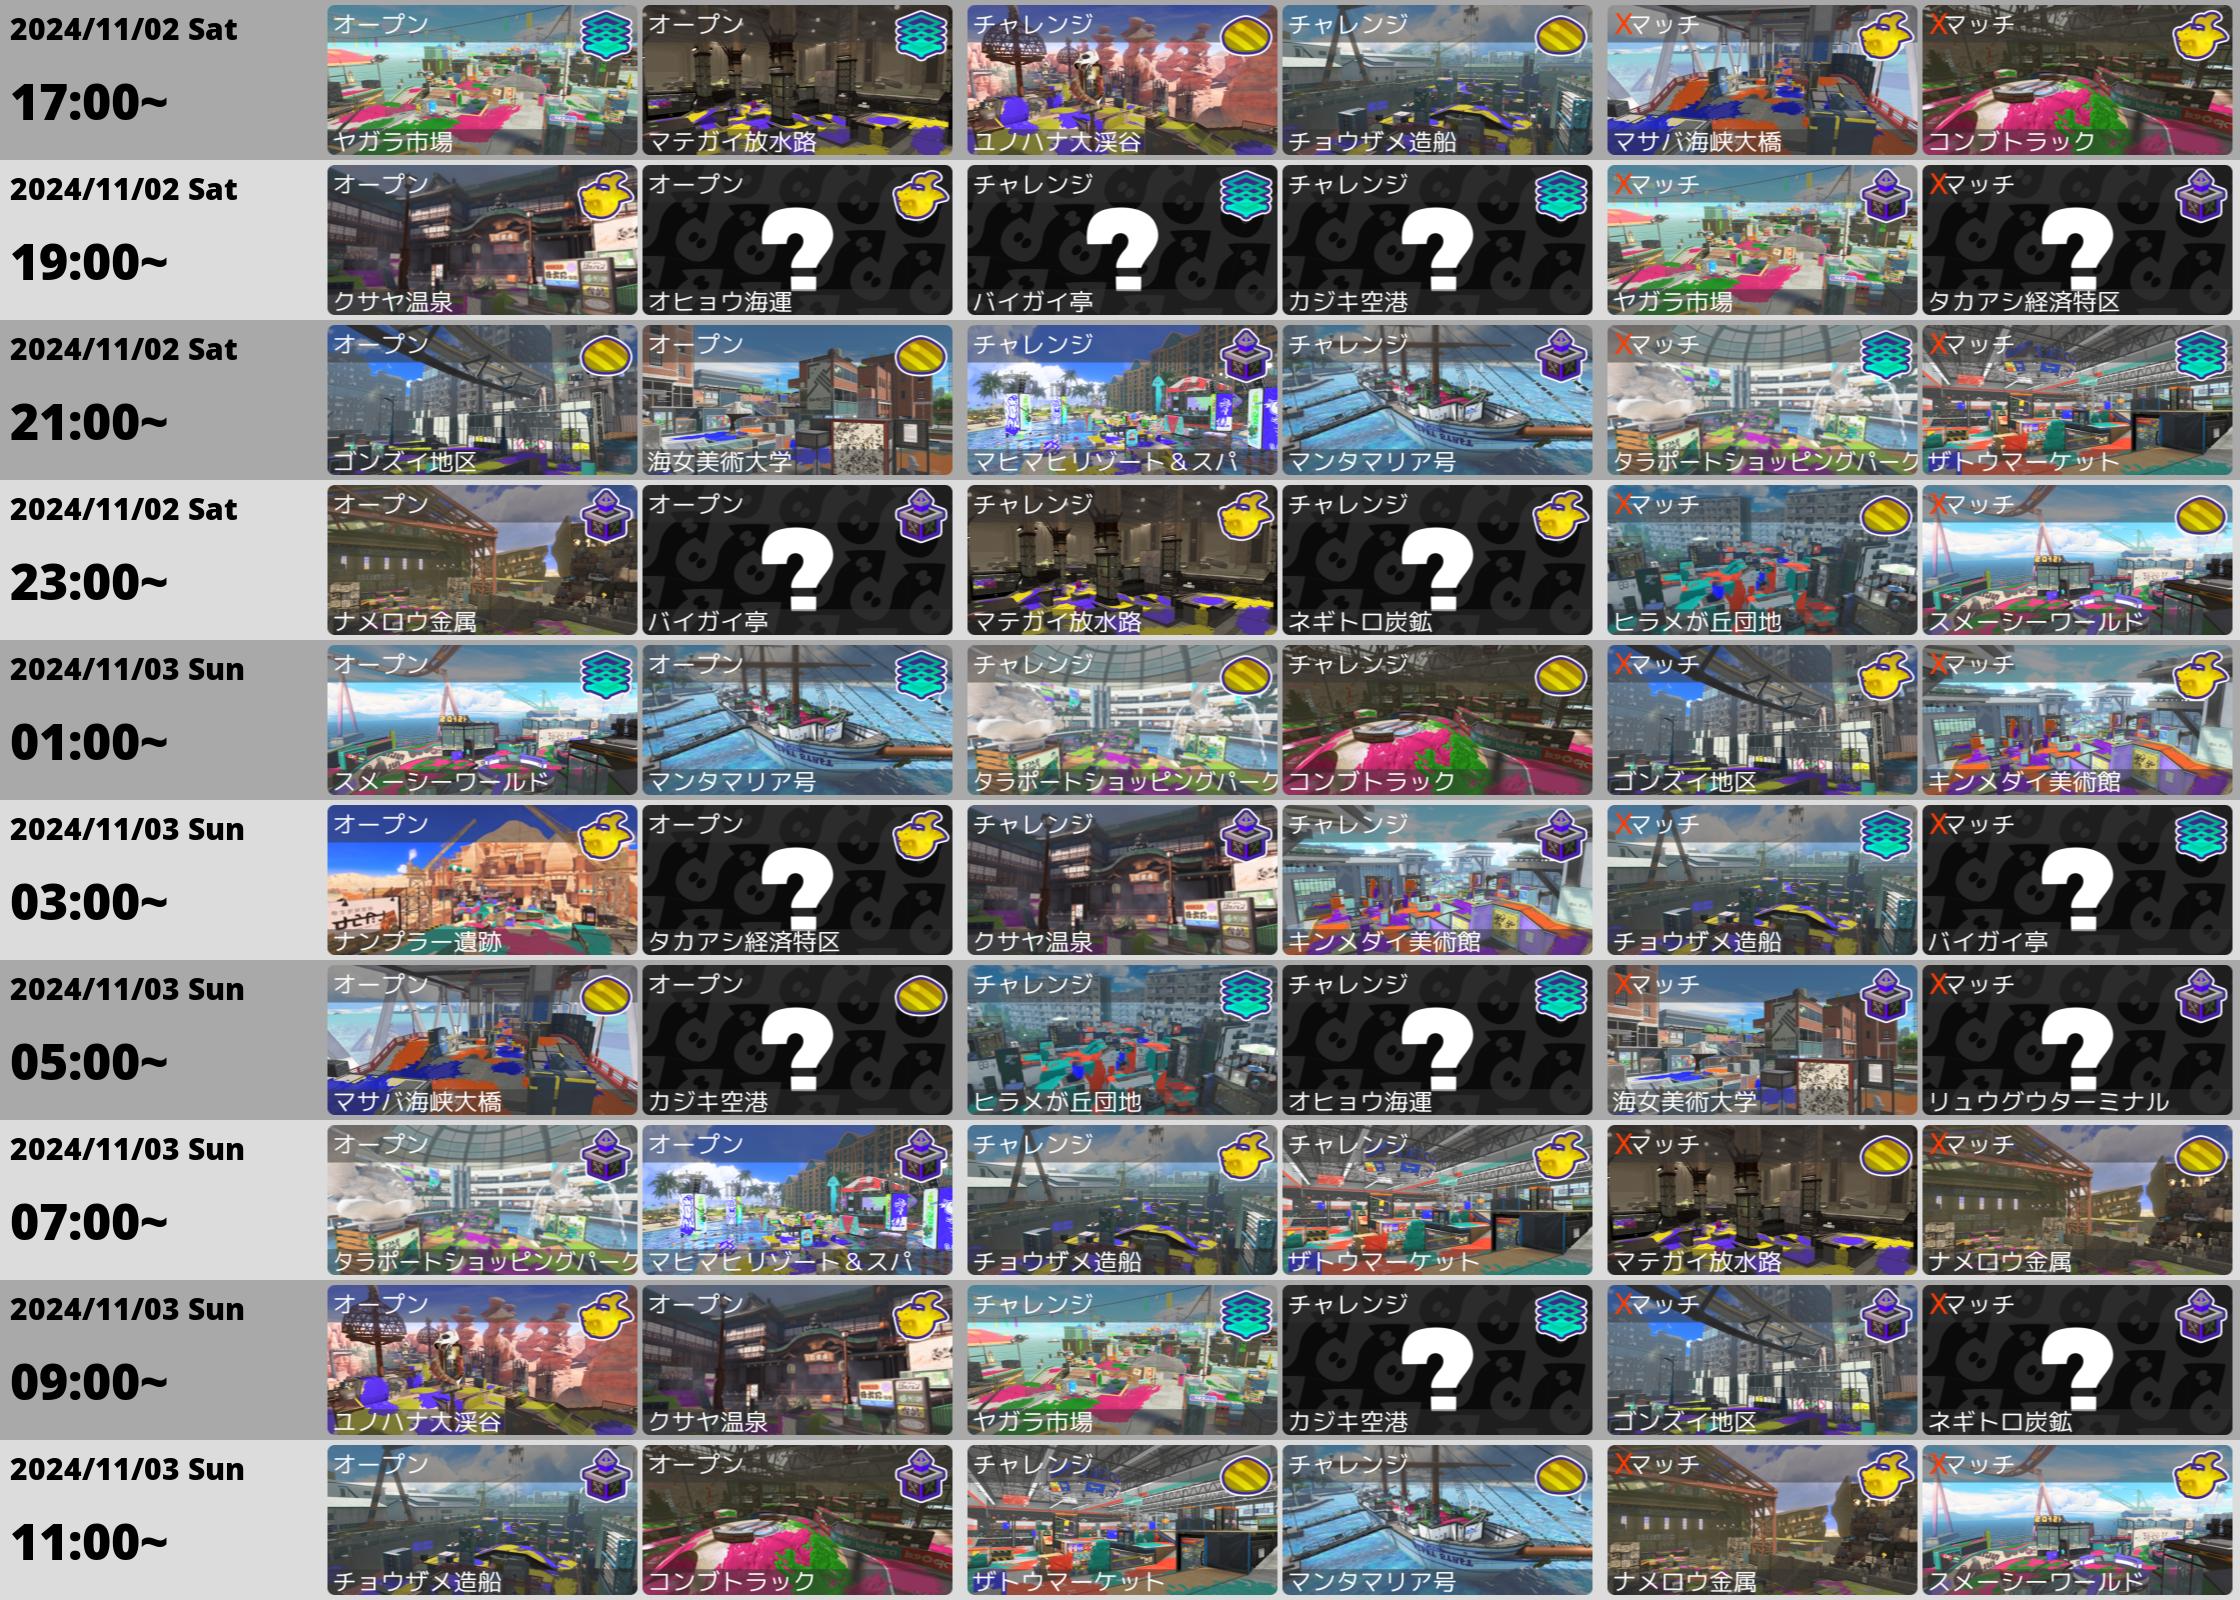 2024/11/02 Sat
17:00~
オープン
ヤガラ市場
オープン
マテガイ放水路
チャレンジ
ユノハナ大渓谷
チャレンジ
チョウザメ造船
Xマッチ
マサバ海峡大橋
Xマッチ
コンブトラック
2024/11/02 Sat
19:00~
オープン
クサヤ温泉
オープン
?
オヒョウ海運
チャレンジ
?
バイガイ亭
チャレンジ
?
カジキ空港
Xマッチ
ヤガラ市場
Xマッチ
?
タカアシ経済特区
2024/11/02 Sat
21:00~
オープン
ゴンズイ地区
オープン
海女美術大学
チャレンジ
マヒマヒリゾート＆スパ
チャレンジ
マンタマリア号
Xマッチ
タラポートショッピングパーク
Xマッチ
ザトウマーケット
2024/11/02 Sat
23:00~
オープン
ナメロウ金属
オープン
?
バイガイ亭
チャレンジ
マテガイ放水路
チャレンジ
?
ネギトロ炭鉱
Xマッチ
ヒラメが丘団地
Xマッチ
スメーシーワールド
2024/11/03 Sun
01:00~
オープン
スメーシーワールド
オープン
マンタマリア号
チャレンジ
タラポートショッピングパーク
チャレンジ
コンブトラック
Xマッチ
ゴンズイ地区
Xマッチ
キンメダイ美術館
2024/11/03 Sun
03:00~
オープン
ナンプラー遺跡
オープン
?
タカアシ経済特区
チャレンジ
クサヤ温泉
チャレンジ
キンメダイ美術館
Xマッチ
チョウザメ造船
Xマッチ
?
バイガイ亭
2024/11/03 Sun
05:00~
オープン
マサバ海峡大橋
オープン
?
カジキ空港
チャレンジ
ヒラメが丘団地
チャレンジ
?
オヒョウ海運
Xマッチ
海女美術大学
Xマッチ
?
リュウグウターミナル
2024/11/03 Sun
07:00~
オープン
タラポートショッピングパーク
オープン
マヒマヒリゾート＆スパ
チャレンジ
チョウザメ造船
チャレンジ
ザトウマーケット
Xマッチ
マテガイ放水路
Xマッチ
ナメロウ金属
2024/11/03 Sun
09:00~
オープン
ユノハナ大渓谷
オープン
クサヤ温泉
チャレンジ
ヤガラ市場
チャレンジ
?
カジキ空港
Xマッチ
ゴンズイ地区
Xマッチ
?
ネギトロ炭鉱
2024/11/03 Sun
11:00~
オープン
チョウザメ造船
オープン
コンブトラック
チャレンジ
ザトウマーケット
チャレンジ
マンタマリア号
Xマッチ
ナメロウ金属
Xマッチ
スメーシーワールド